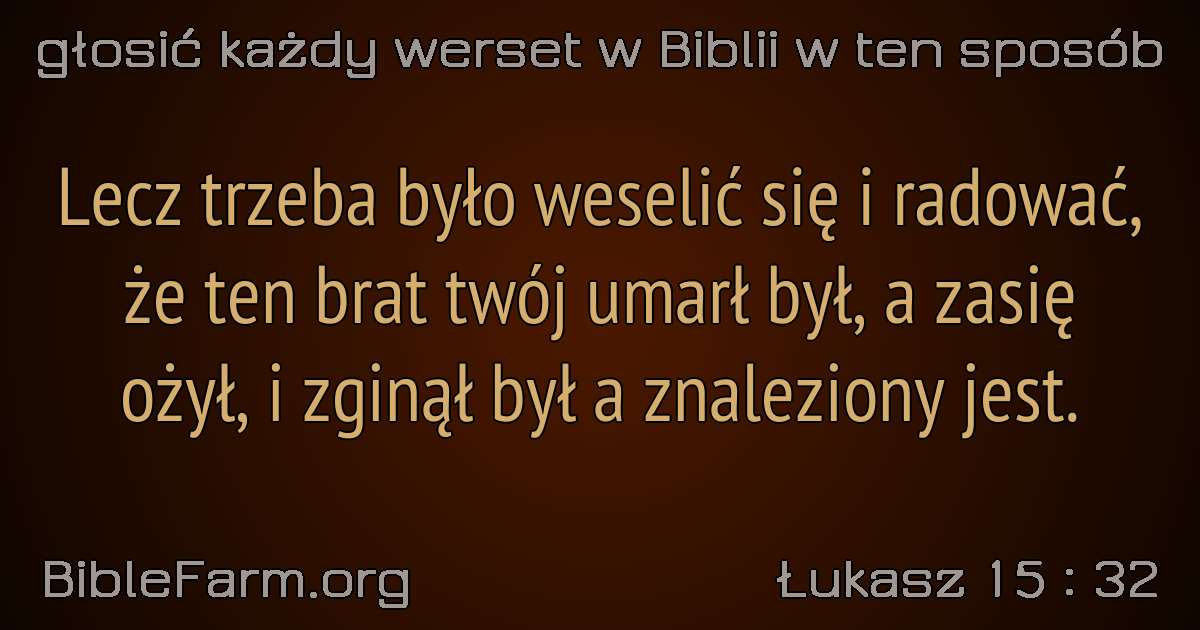 głosić każdy werset w Biblii w ten sposób
Lecz trzeba było weselić się i radować,
że ten brat twój umarł był, a zasię
ożył, i zginął był a znaleziony jest.
BibleFarm.org
Łukasz 15 : 32